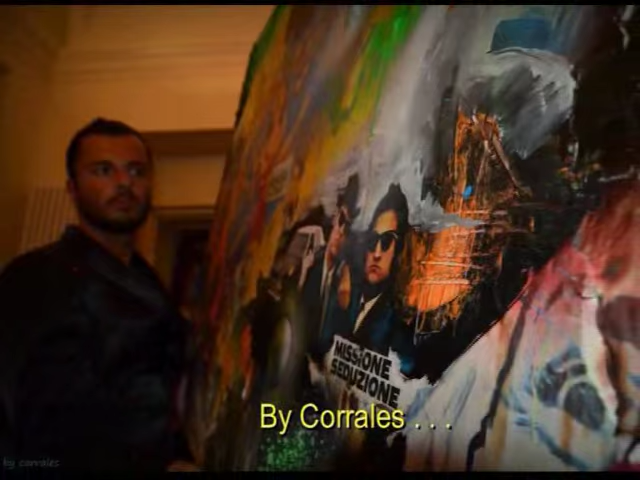 MISSIONE
SEDUZIONE
By Corrales . . .
by corrales